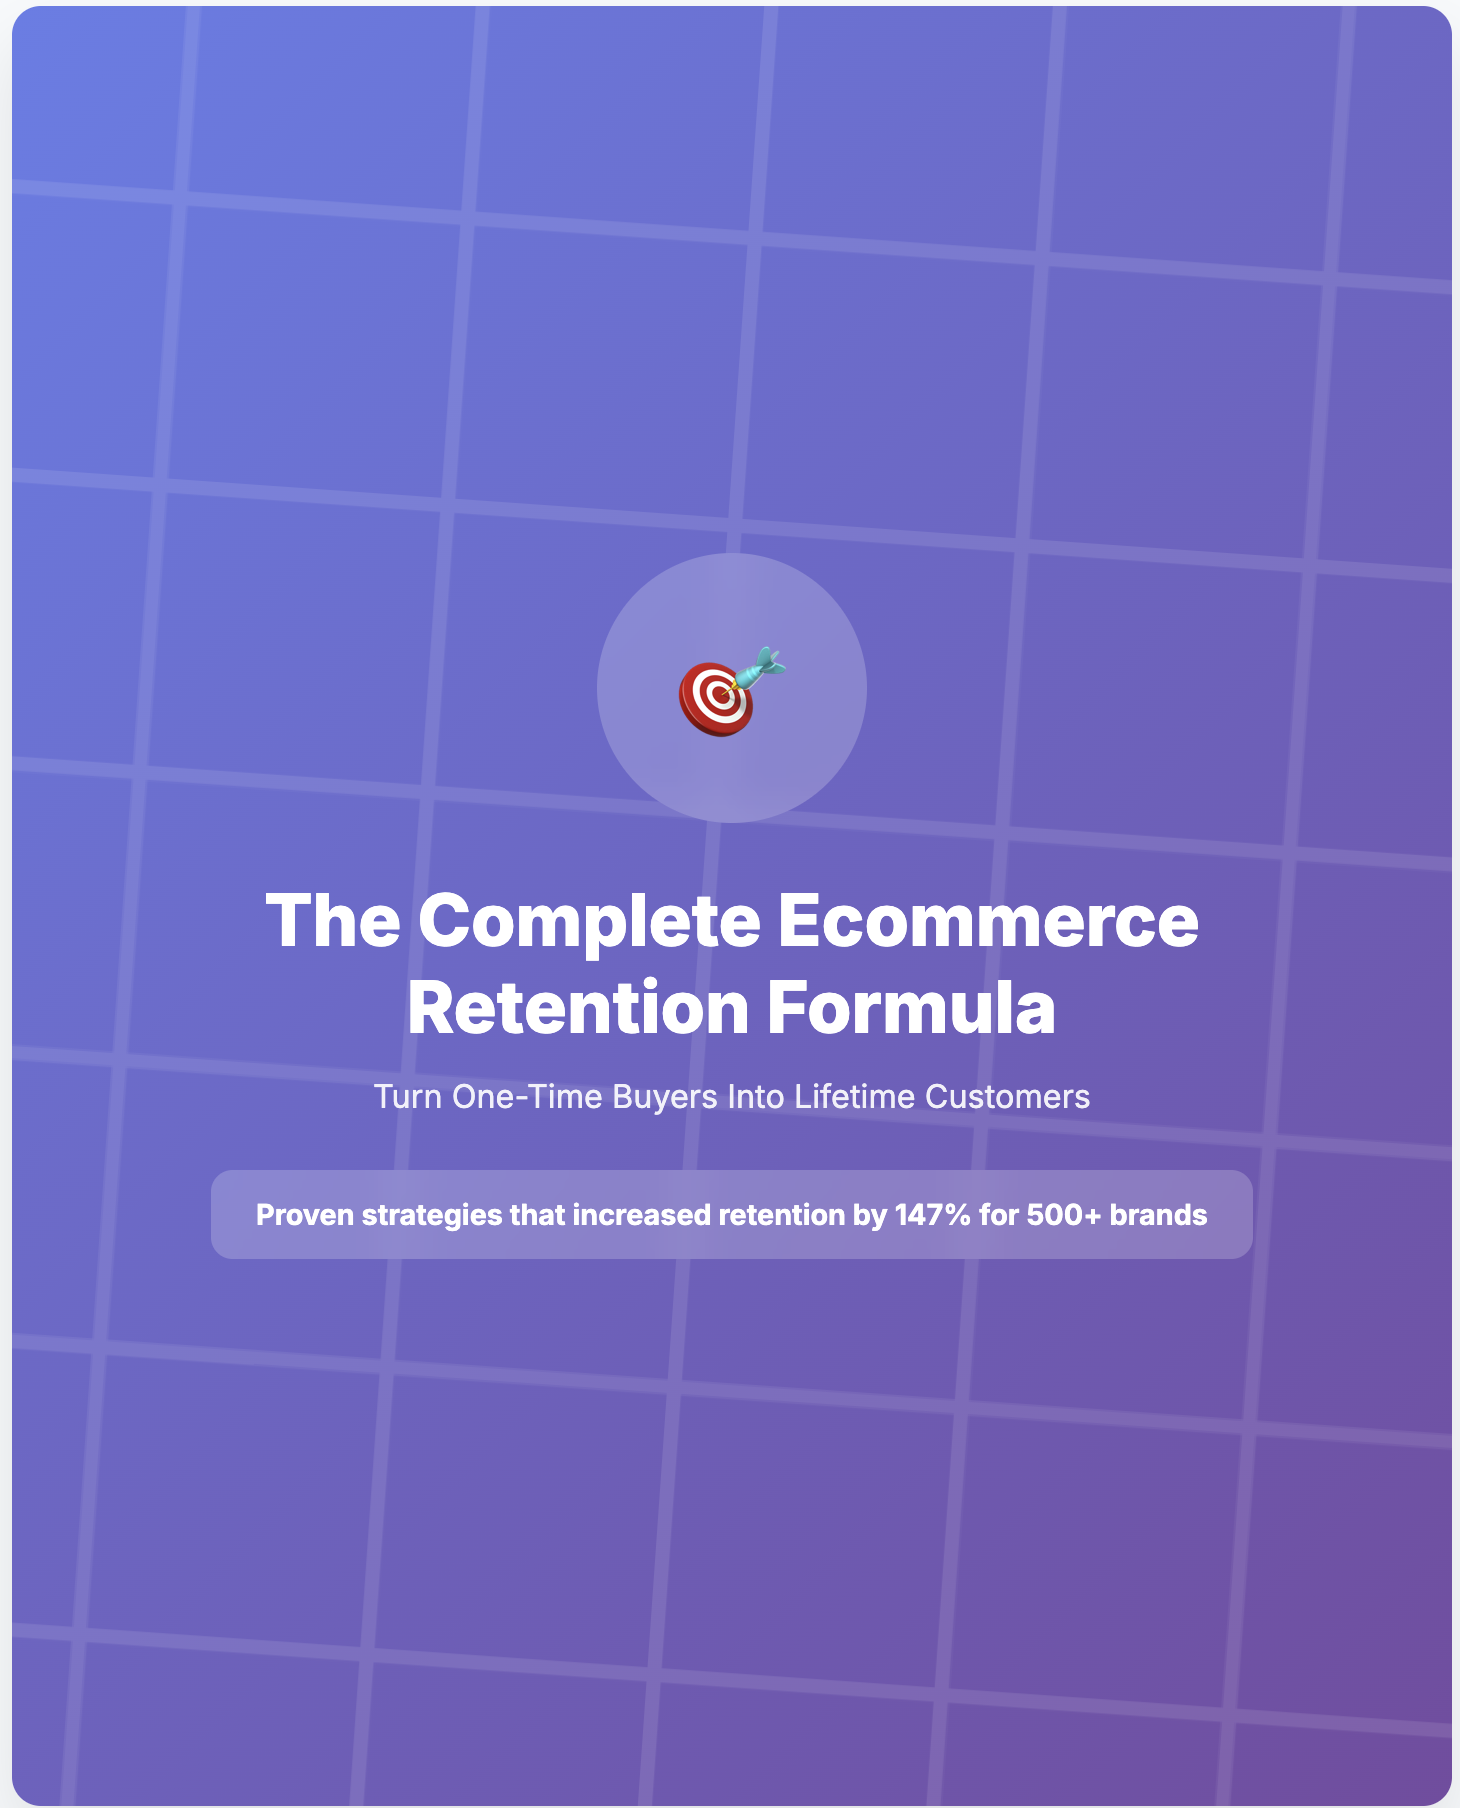 The Complete Ecommerce
Retention Formula
Turn One-Time Buyers Into Lifetime Customers
Proven strategies that increased retention by 147% for 500+ brands